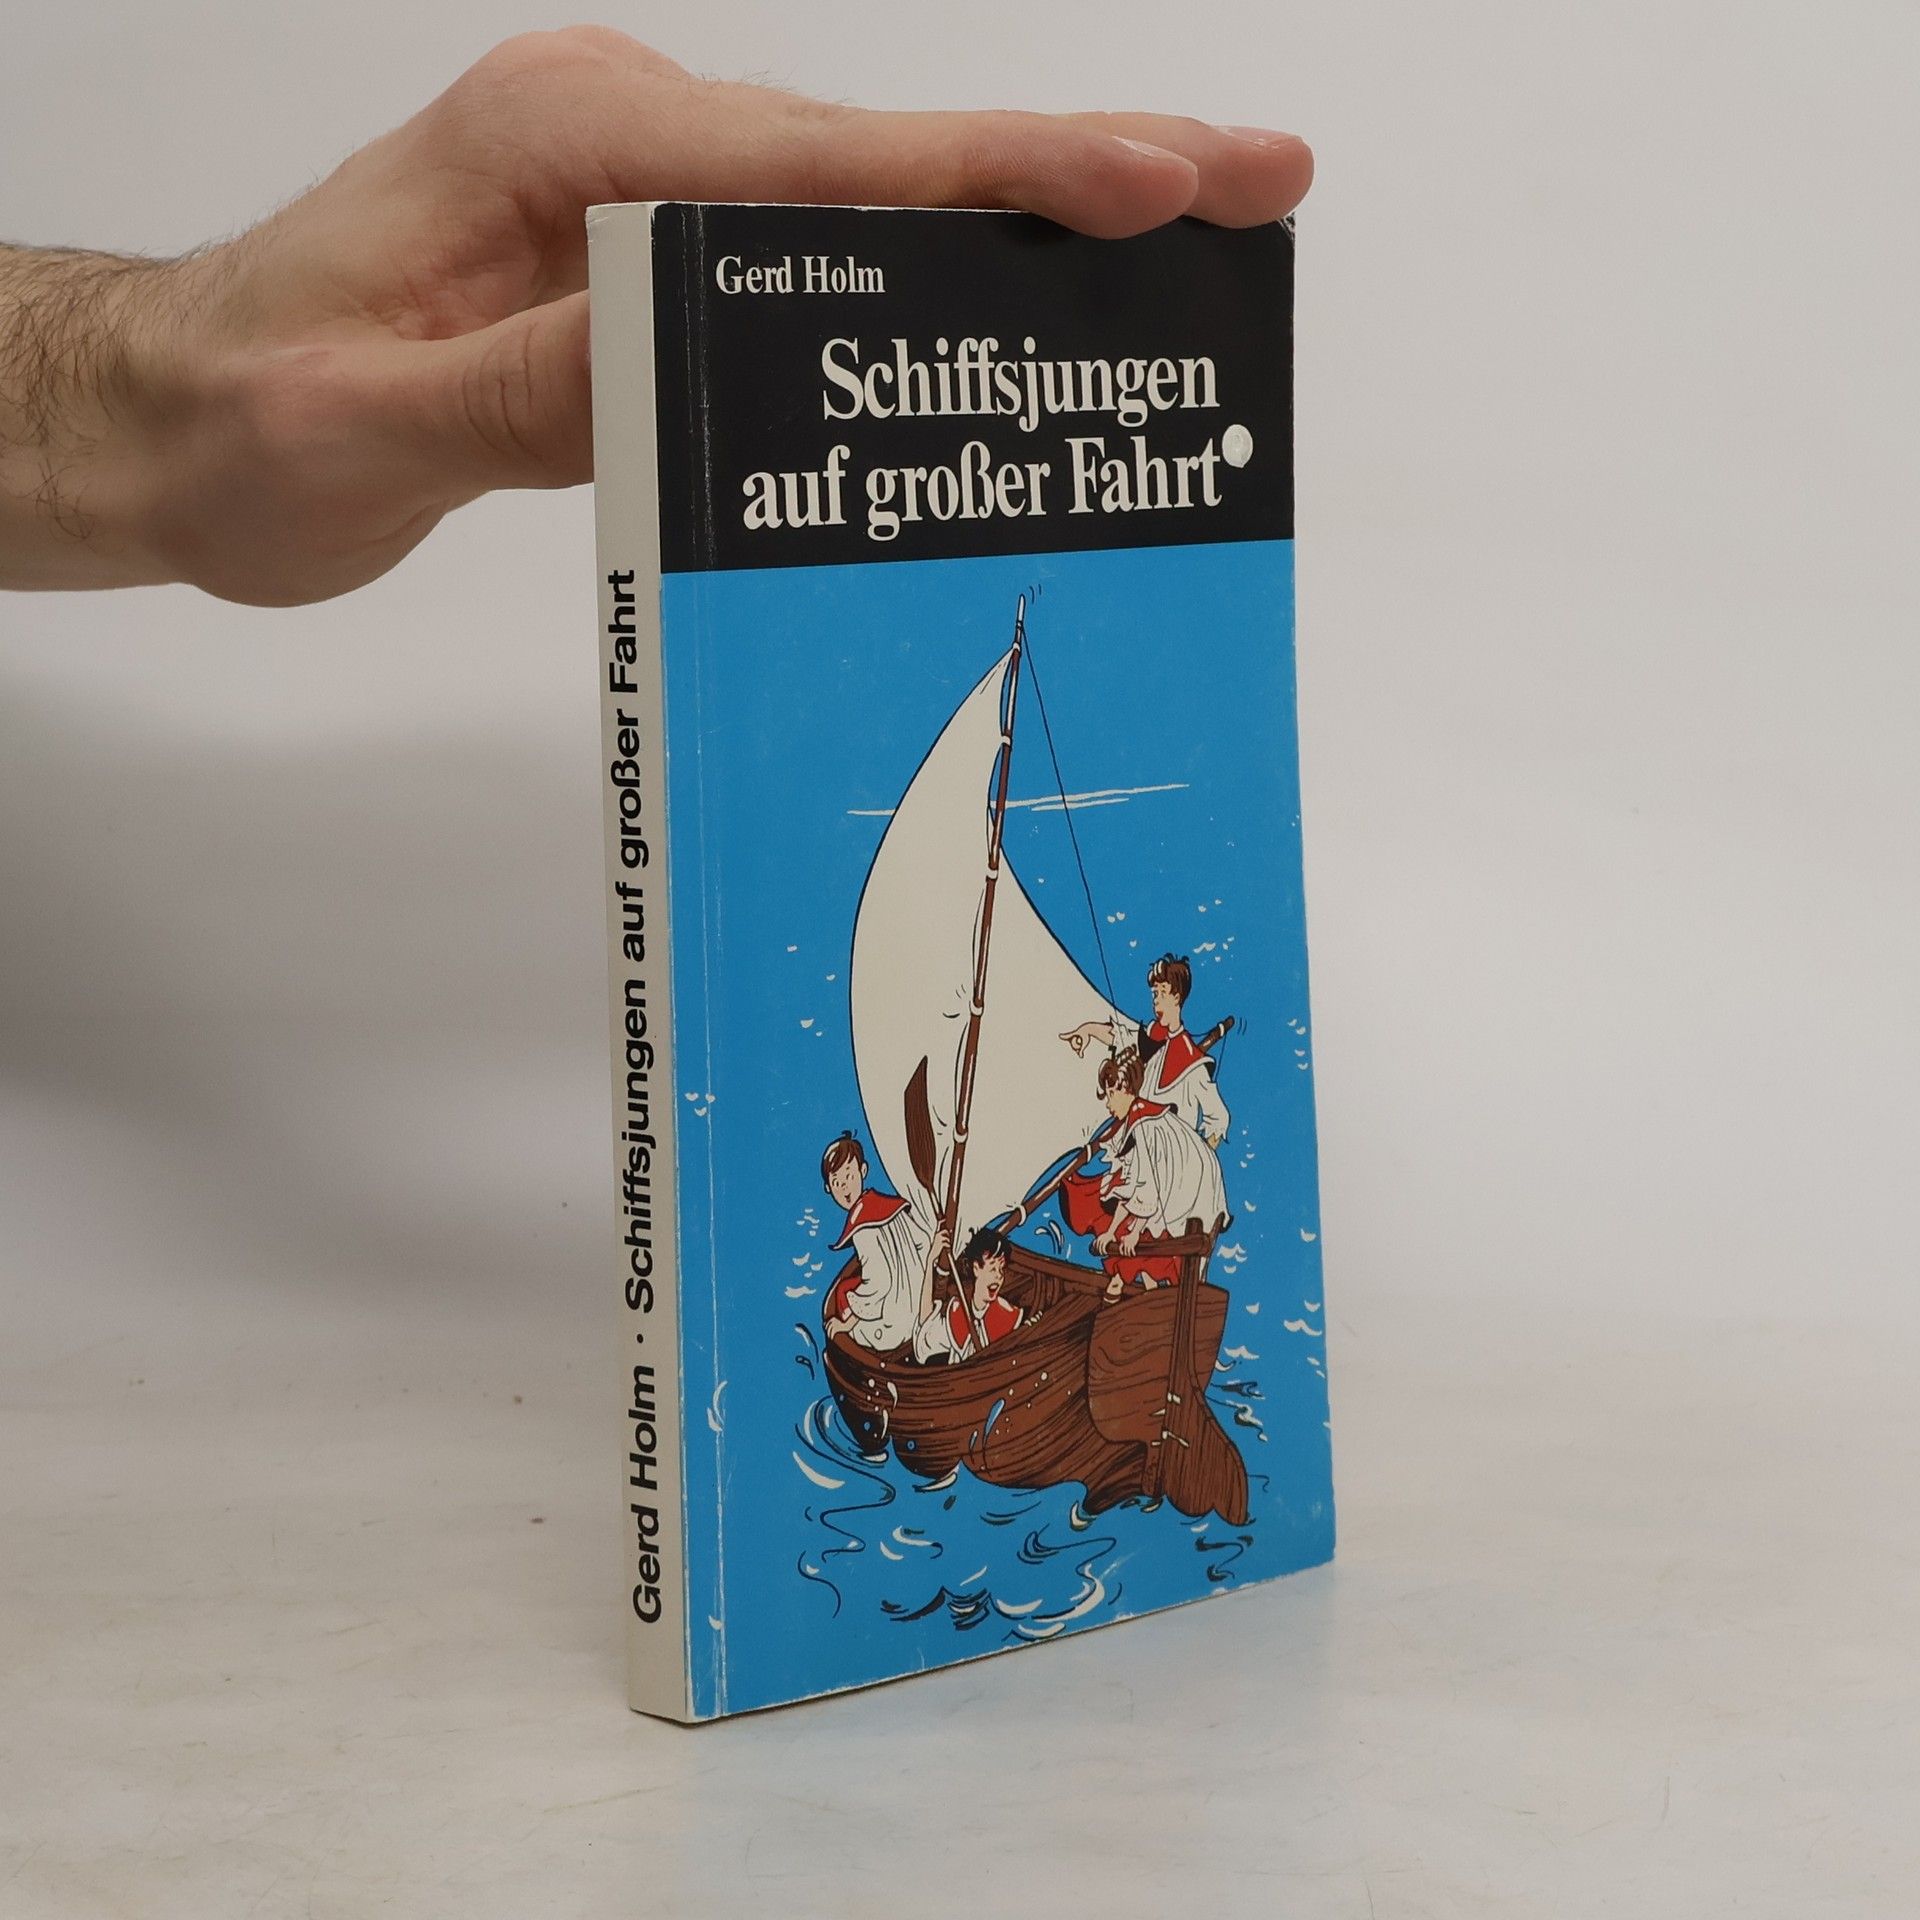 Gerd Holm
Schiffsjungen
auf großer Fahrt
Gerd Holm · Schiffsjungen auf großer Fahrt